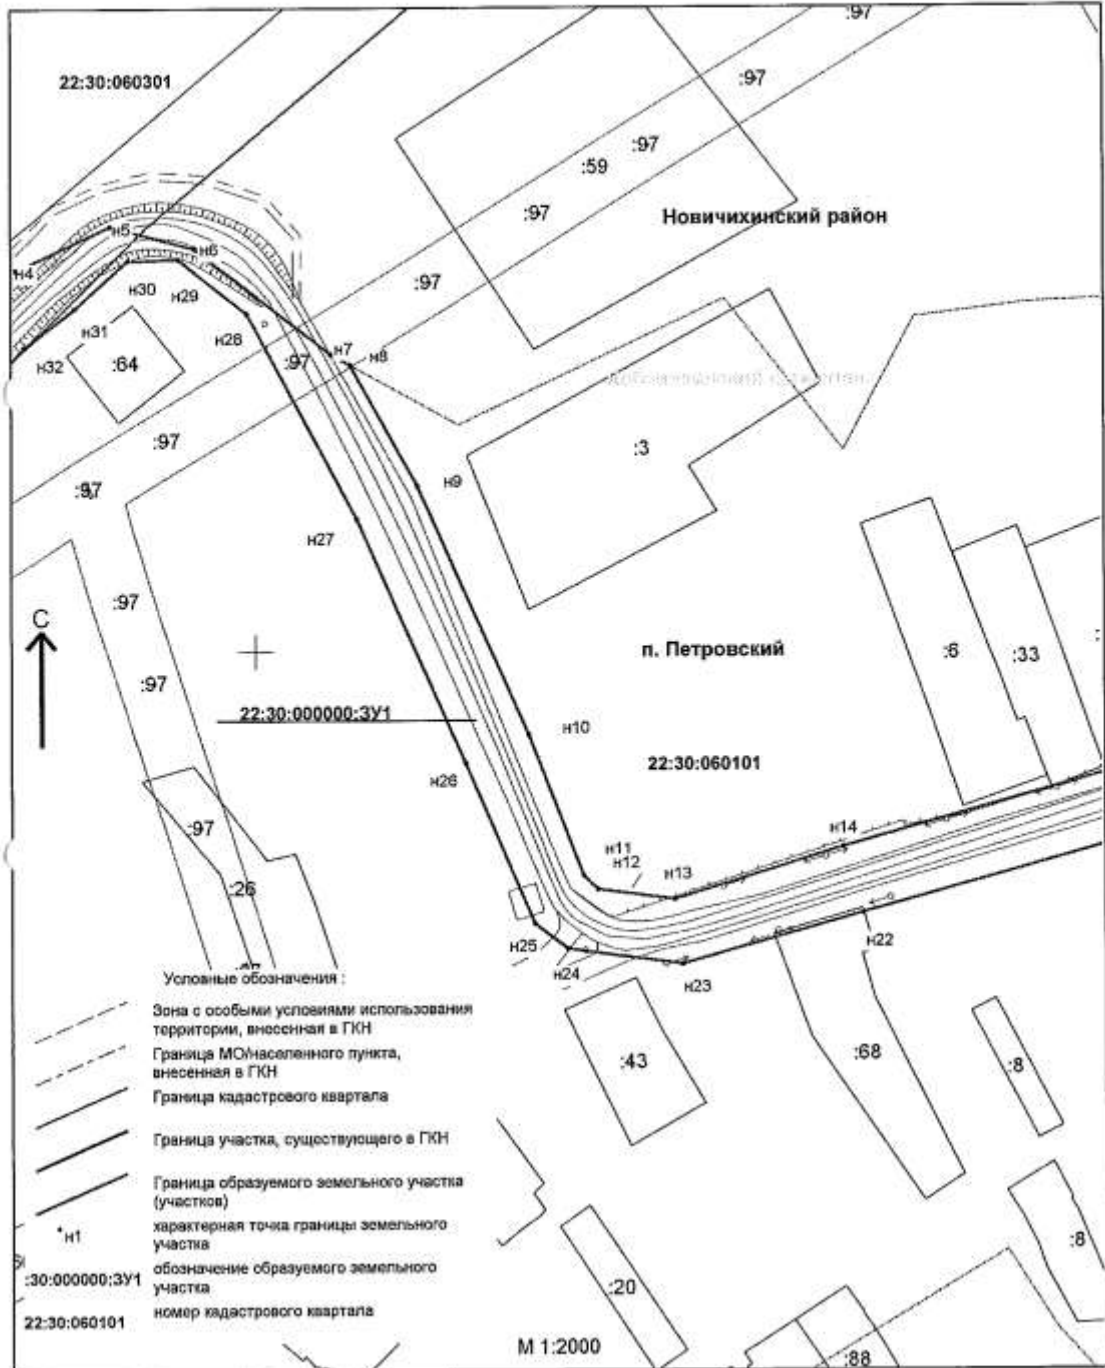 :97
22:30:060301
:97
:97
:59
:97
Новичихинский район
н5
н4
н6
:97
н30
н29
н31
н28
н7
н8
:97
н32
:64
:97
:3
н9
:97
н27
:97
С
п. Петровский
:6
:33
:97
22:30:000000:ЗУ1
н10
22:30:060101
н26
:97
н14
н11
н12
н13
:26
н25
н22
н24
н23
Условные обозначения :
Зона с особыми условиями использования
территории, внесенная в ГКН
Граница МО/населенного пункта,
внесенная в ГКН
Граница кадастрового квартала
Граница участка, существующего в ГКН
Граница образуемого земельного участка
(участков)
н1
характерная точка границы земельного
участка
:30:000000:ЗУ1
обозначение образуемого земельного
участка
22:30:060101
номер кадастрового квартала
:43
:68
:8
:8
:20
М 1:2000
:88